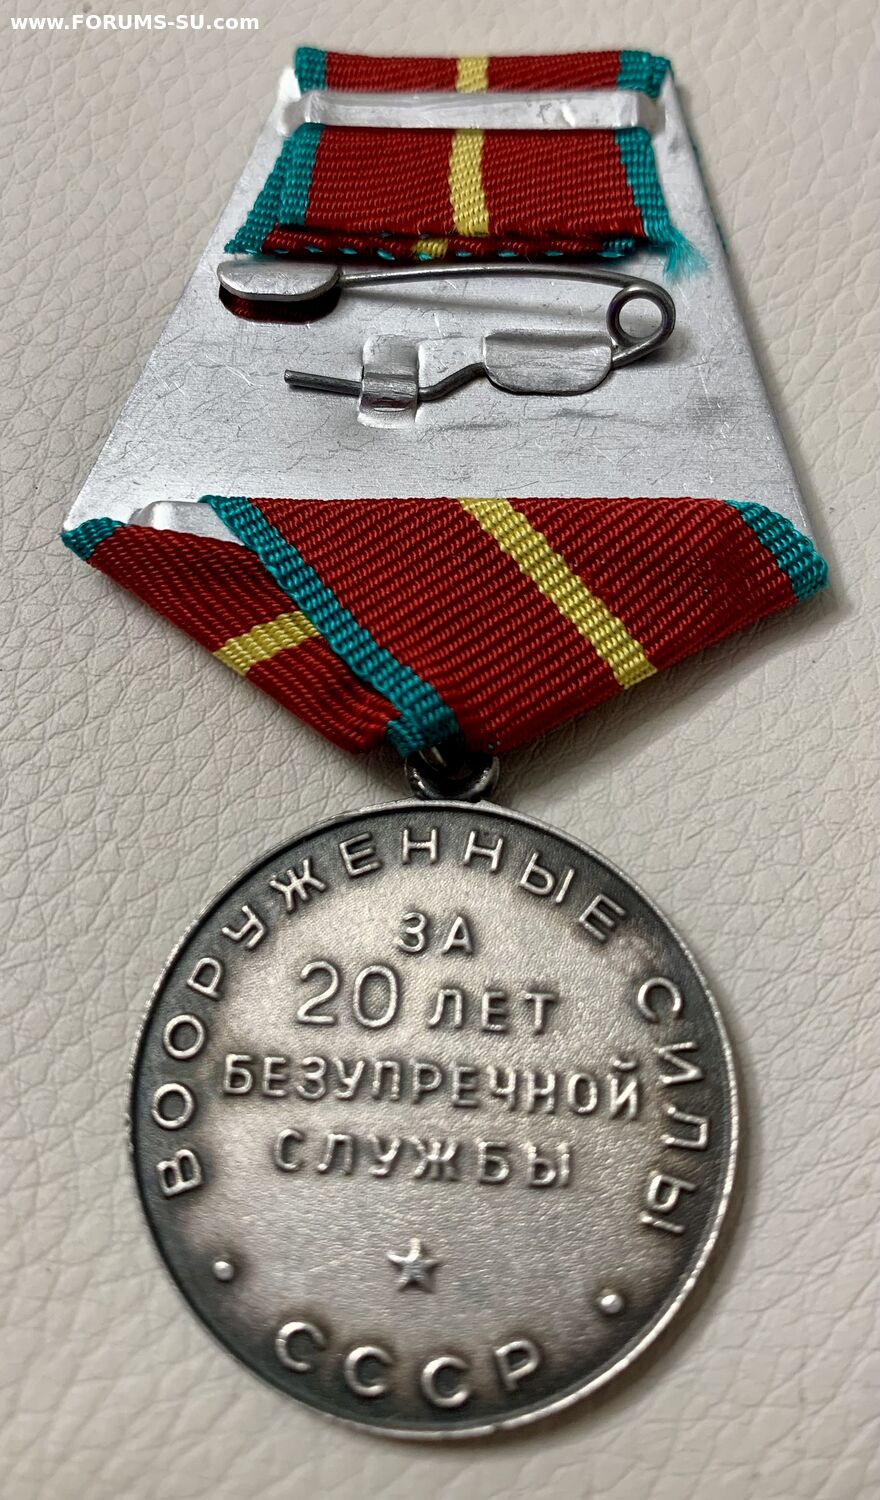 www.FORUMS-SU.com
ВООРУЖЕННЫЕ СИЛЫ
ЗА
20 ЛЕТ
БЕЗУПРЕЧНОЙ
СЛУЖБЫ
СССР